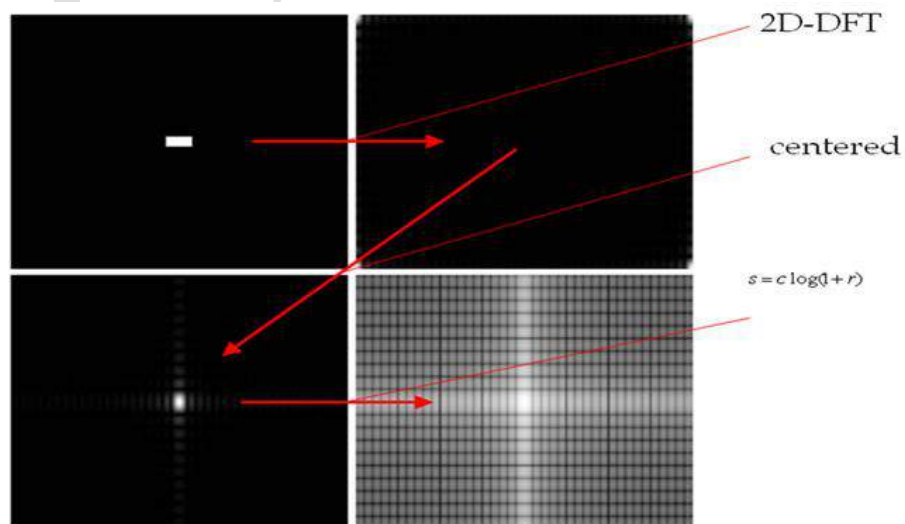 2D-DFT
centered
s = c log(1 + r)